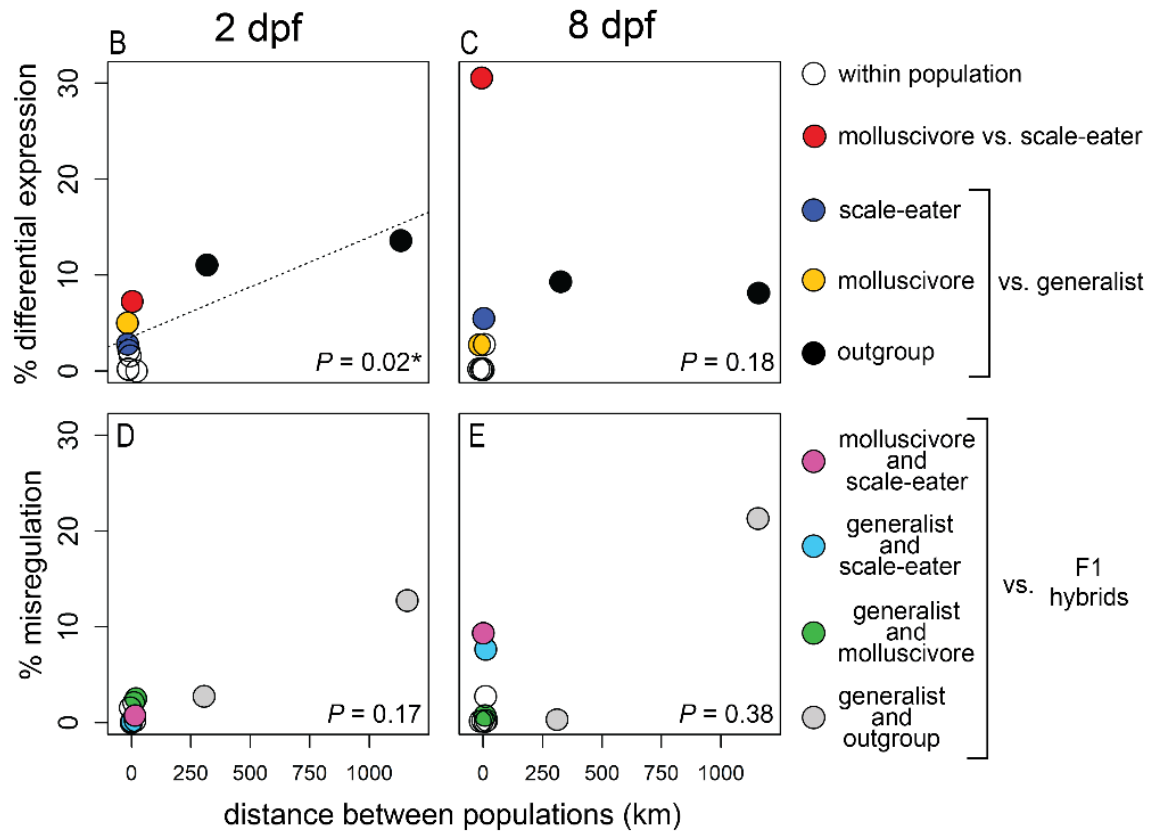 2 dpf
8 dpf
B
C
% differential expression
30
20
10
0
P = 0.02*
P = 0.18
within population
molluscivore vs. scale-eater
scale-eater
molluscivore
outgroup
vs. generalist
D
E
% misregulation
30
20
10
0
P = 0.17
P = 0.38
0
250
500
750
1000
0
250
500
750
1000
distance between populations (km)
molluscivore
and
scale-eater
generalist
and
scale-eater
generalist
and
molluscivore
generalist
and
outgroup
vs.
F1
hybrids